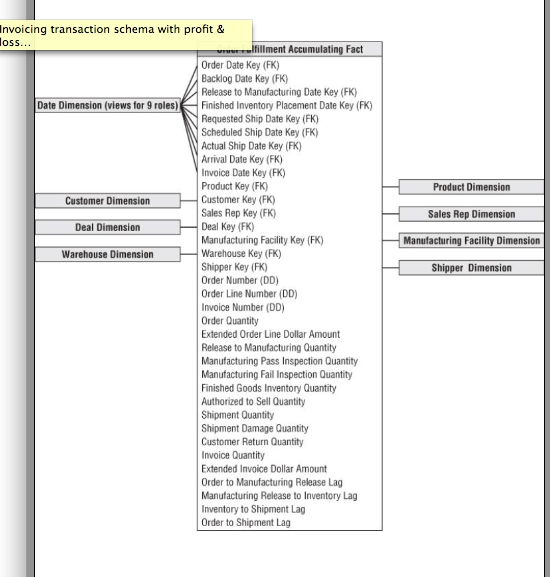 Invoicing transaction schema with profit &
loss...
Fulfillment Accumulating Fact
Order Date Key (FK)
Backlog Date Key (FK)
Release to Manufacturing Date Key (FK)
Date Dimension (views for 9 roles)
Finished Inventory Placement Date Key (FK)
Requested Ship Date Key (FK)
Scheduled Ship Date Key (FK)
Actual Ship Date Key (FK)
Arrival Date Key (FK)
Invoice Date Key (FK)
Product Key (FK)
Product Dimension
Customer Dimension
Customer Key (FK)
Sales Rep Key (FK)
Sales Rep Dimension
Deal Dimension
Deal Key (FK)
Manufacturing Facility Key (FK)
Manufacturing Facility Dimension
Warehouse Dimension
Warehouse Key (FK)
Shipper Key (FK)
Shipper Dimension
Order Number (DD)
Order Line Number (DD)
Invoice Number (DD)
Order Quantity
Extended Order Line Dollar Amount
Release to Manufacturing Quantity
Manufacturing Pass Inspection Quantity
Manufacturing Fail Inspection Quantity
Finished Goods Inventory Quantity
Authorized to Sell Quantity
Shipment Quantity
Shipment Damage Quantity
Customer Return Quantity
Invoice Quantity
Extended Invoice Dollar Amount
Order to Manufacturing Release Lag
Manufacturing Release to Inventory Lag
Inventory to Shipment Lag
Order to Shipment Lag